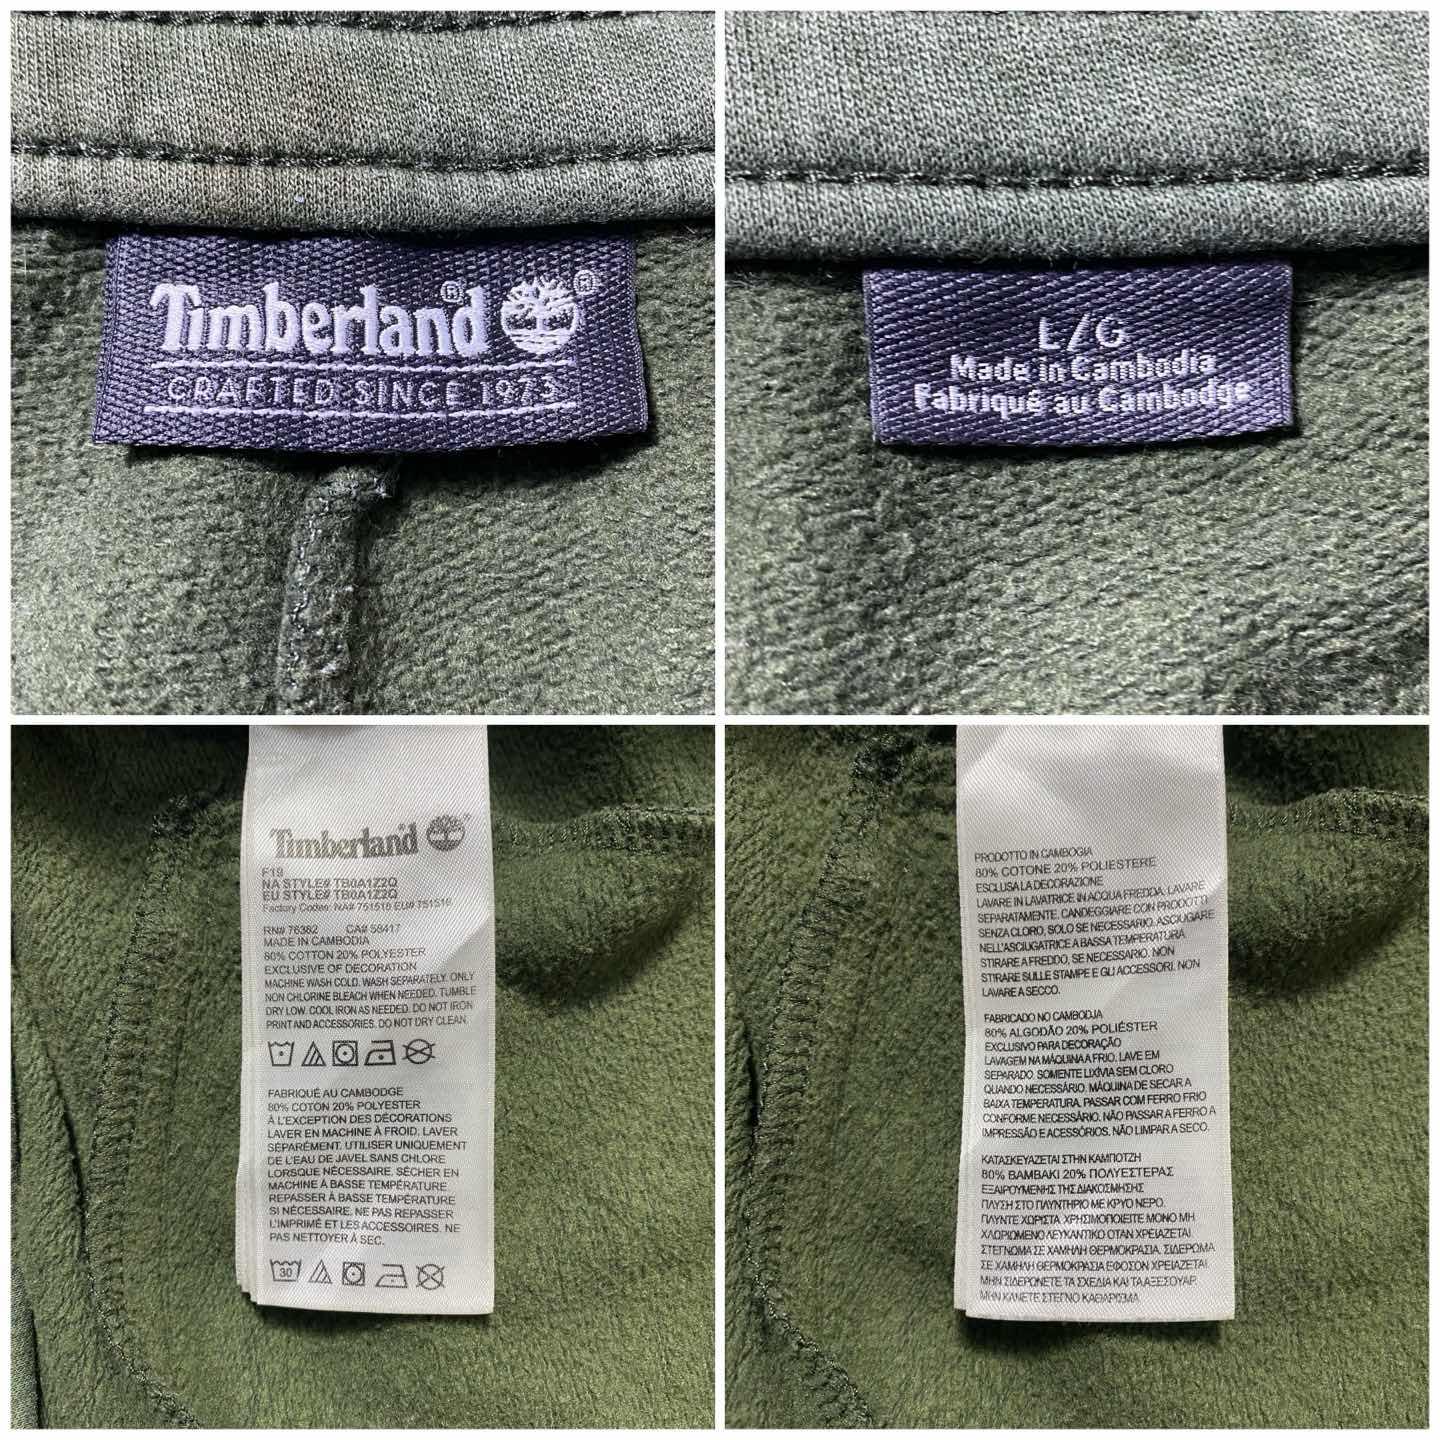 Timberland® ®
CRAFTED SINCE 1973
L/G
Made in Cambodia
Fabriqué au Cambodge
Timberland
F19
NA STYLE# TB0A1Z2Q
EU STYLE# TB0A1Z2Q
Factory Codes: NA# 751516 EU# 751516
RN# 76362 CA# 58417
MADE IN CAMBODIA
80% COTTON 20% POLYESTER
EXCLUSIVE OF DECORATION
MACHINE WASH COLD. WASH SEPARATELY. ONLY
NON CHLORINE BLEACH WHEN NEEDED. TUMBLE
DRY LOW. COOL IRON AS NEEDED. DO NOT IRON
PRINT AND ACCESSORIES. DO NOT DRY CLEAN.
FABRIQUÉ AU CAMBODGE
80% COTON 20% POLYESTER
À L'EXCEPTION DES DÉCORATIONS
LAVER EN MACHINE À FROID. LAVER
SÉPARÉMENT. UTILISER UNIQUEMENT
DE L'EAU DE JAVEL SANS CHLORE
LORSQUE NÉCESSAIRE. SÉCHER EN
MACHINE À BASSE TEMPÉRATURE
REPASSER À BASSE TEMPÉRATURE
SI NÉCESSAIRE. NE PAS REPASSER
L'IMPRIMÉ ET LES ACCESSOIRES. NE
PAS NETTOYER À SEC.
30
PRODOTTO IN CAMBOGIA
80% COTONE 20% POLIESTERE
ESCLUSA LA DECORAZIONE
LAVARE IN LAVATRICE IN ACQUA FREDDA. LAVARE
SEPARATAMENTE. CANDEGGIARE CON PRODOTTI
SENZA CLORO, SOLO SE NECESSARIO. ASCIUGARE
NELL'ASCIUGATRICE A BASSA TEMPERATURA.
STIRARE A FREDDO, SE NECESSARIO. NON
STIRARE SULLE STAMPE E GLI ACCESSORI. NON
LAVARE A SECCO.
FABRICADO NO CAMBODJA
80% ALGODÃO 20% POLIÉSTER
EXCLUSIVO PARA DECORAÇÃO
LAVAGEM NA MÁQUINA A FRIO. LAVE EM
SEPARADO. SOMENTE LIXÍVIA SEM CLORO
QUANDO NECESSÁRIO. MÁQUINA DE SECAR A
BAIXA TEMPERATURA. PASSAR COM FERRO FRIO
CONFORME NECESSÁRIO. NÃO PASSAR A FERRO A
IMPRESSÃO E ACESSÓRIOS. NÃO LIMPAR A SECO.
ΚΑΤΑΣΚΕΥΑΖΕΤΑΙ ΣΤΗΝ ΚΑΜΠΟΤΖΗ
80% ΒΑΜΒΑΚΙ 20% ΠΟΛΥΕΣΤΕΡΑΣ
ΕΞΑΙΡΟΥΜΕΝΗΣ ΤΗΣ ΔΙΑΚΟΣΜΗΣΗΣ
ΠΛΥΣΗ ΣΤΟ ΠΛΥΝΤΗΡΙΟ ΜΕ ΚΡΥΟ ΝΕΡΟ.
ΠΛΥΝΤΕ ΧΩΡΙΣΤΑ. ΧΡΗΣΙΜΟΠΟΙΕΙΤΕ ΜΟΝΟ ΜΗ
ΧΛΩΡΙΩΜΕΝΟ ΛΕΥΚΑΝΤΙΚΟ ΟΤΑΝ ΧΡΕΙΑΖΕΤΑΙ.
ΣΤΕΓΝΩΜΑ ΣΕ ΧΑΜΗΛΗ ΘΕΡΜΟΚΡΑΣΙΑ. ΣΙΔΕΡΩΜΑ
ΣΕ ΧΑΜΗΛΗ ΘΕΡΜΟΚΡΑΣΙΑ ΕΦΟΣΟΝ ΧΡΕΙΑΖΕΤΑΙ.
ΜΗΝ ΣΙΔΕΡΩΝΕΤΕ ΤΑ ΣΧΕΔΙΑ ΚΑΙ ΤΑ ΑΞΕΣΟΥΑΡ.
ΜΗΝ ΚΑΝΕΤΕ ΣΤΕΓΝΟ ΚΑΘΑΡΙΣΜΑ.